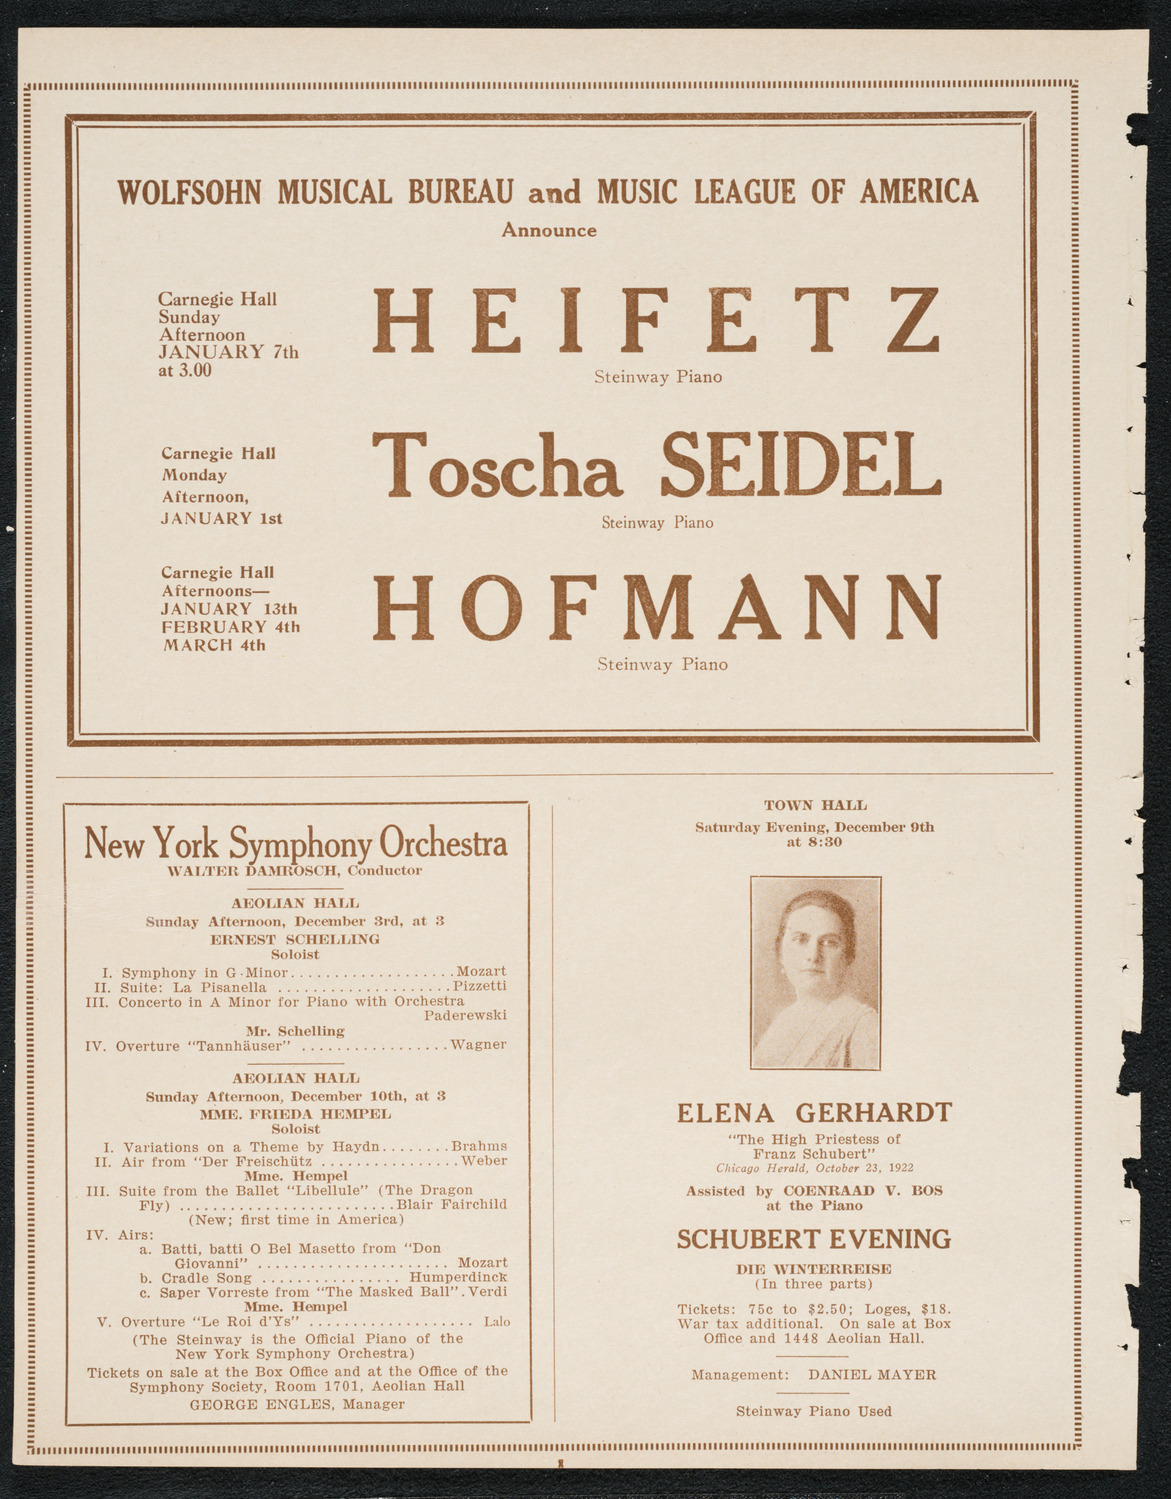 WOLFSOHN MUSICAL BUREAU and MUSIC LEAGUE OF AMERICA
Announce
Carnegie Hall
Sunday
Afternoon
JANUARY 7th
at 3.00
HEIFETZ
Steinway Piano
Carnegie Hall
Monday
Afternoon,
JANUARY 1st
Toscha SEIDEL
Steinway Piano
Carnegie Hall
Afternoons—
JANUARY 13th
FEBRUARY 4th
MARCH 4th
HOFMANN
Steinway Piano
New York Symphony Orchestra
WALTER DAMROSCH, Conductor
AEOLIAN HALL
Sunday Afternoon, December 3rd, at 3
ERNEST SCHELLING
Soloist
I. Symphony in G Minor...................Mozart
II. Suite: La Pisanella ....................Pizzetti
III. Concerto in A Minor for Piano with Orchestra
Paderewski
Mr. Schelling
IV. Overture "Tannhäuser" .................Wagner
AEOLIAN HALL
Sunday Afternoon, December 10th, at 3
MME. FRIEDA HEMPEL
Soloist
I. Variations on a Theme by Haydn........Brahms
II. Air from "Der Freischütz ................Weber
Mme. Hempel
III. Suite from the Ballet "Libellule" (The Dragon
Fly) .........................Blair Fairchild
(New; first time in America)
IV. Airs:
a. Batti, batti O Bel Masetto from "Don
Giovanni" ...................... Mozart
b. Cradle Song ................ Humperdinck
c. Saper Vorreste from "The Masked Ball". Verdi
Mme. Hempel
V. Overture "Le Roi d'Ys" ................... Lalo
(The Steinway is the Official Piano of the
New York Symphony Orchestra)
Tickets on sale at the Box Office and at the Office of the
Symphony Society, Room 1701, Aeolian Hall
GEORGE ENGLES, Manager
TOWN HALL
Saturday Evening, December 9th
at 8:30
ELENA GERHARDT
"The High Priestess of
Franz Schubert"
Chicago Herald, October 23, 1922
Assisted by COENRAAD V. BOS
at the Piano
SCHUBERT EVENING
DIE WINTERREISE
(In three parts)
Tickets: 75c to $2.50; Loges, $18.
War tax additional. On sale at Box
Office and 1448 Aeolian Hall.
Management: DANIEL MAYER
Steinway Piano Used